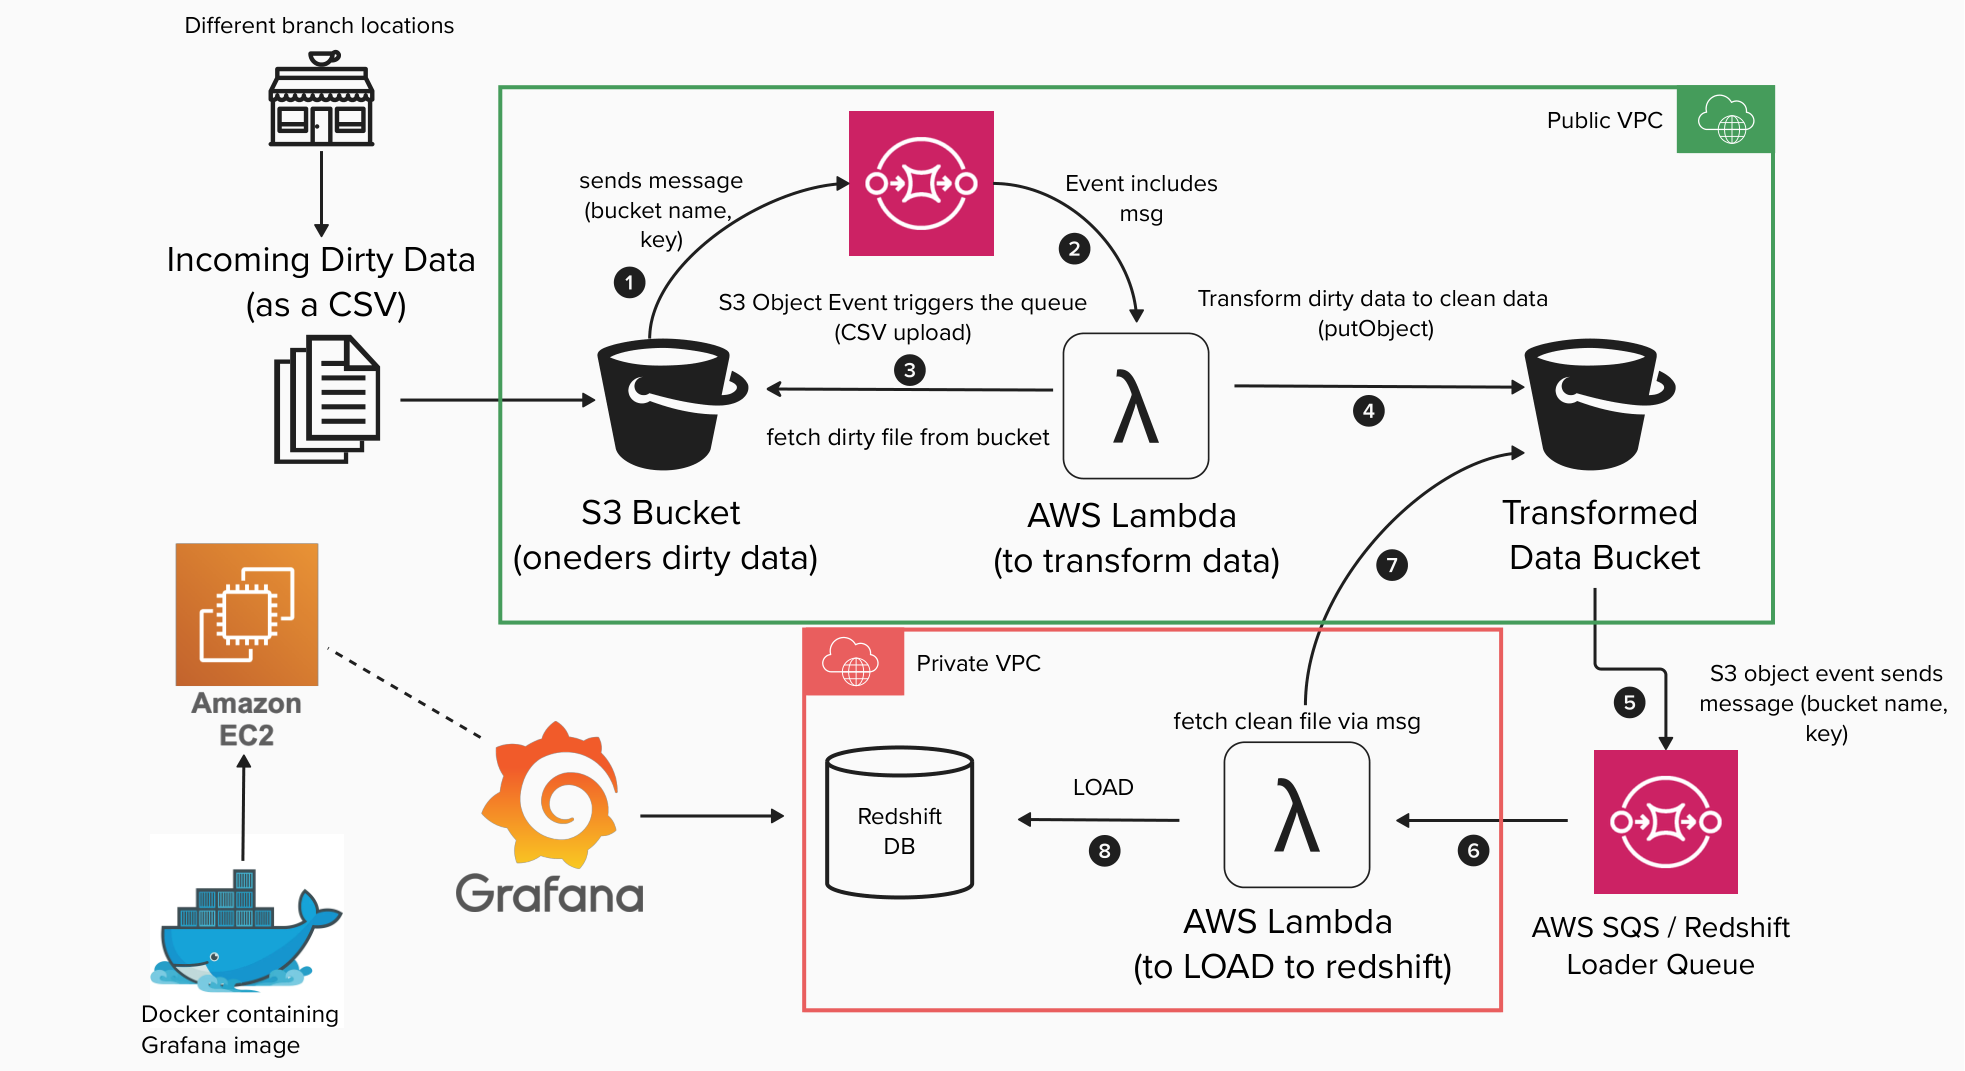 Different branch locations
Incoming Dirty Data
(as a CSV)
Public VPC
sends message
(bucket name,
key)
1
Event includes
msg
2
S3 Object Event triggers the queue
(CSV upload)
3
fetch dirty file from bucket
Transform dirty data to clean data
(putObject)
4
λ
S3 Bucket
(oneders dirty data)
AWS Lambda
(to transform data)
Transformed
Data Bucket
7
5
S3 object event sends
message (bucket name,
key)
Private VPC
fetch clean file via msg
λ
LOAD
8
6
Redshift
DB
AWS Lambda
(to LOAD to redshift)
AWS SQS / Redshift
Loader Queue
Amazon
EC2
Grafana
Docker containing
Grafana image